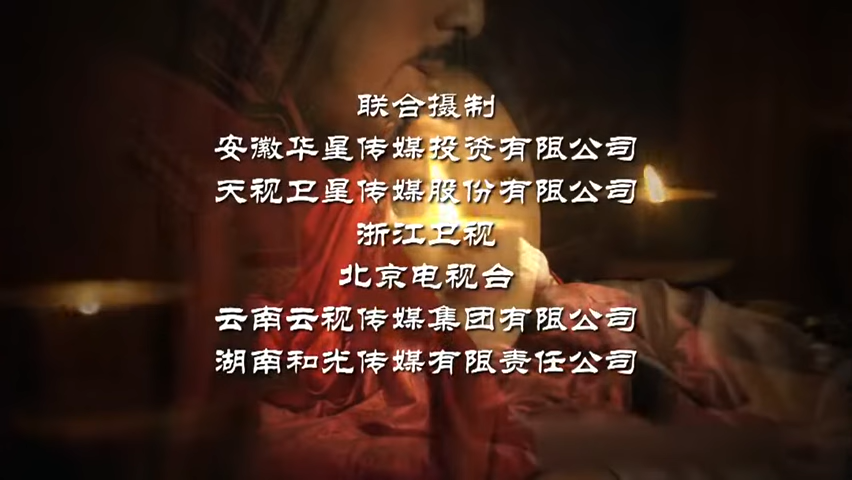 联合摄制
安徽华星传媒投资有限公司
天视卫星传媒股份有限公司
浙江卫视
北京电视台
云南云视传媒集团有限公司
湖南和光传媒有限责任公司